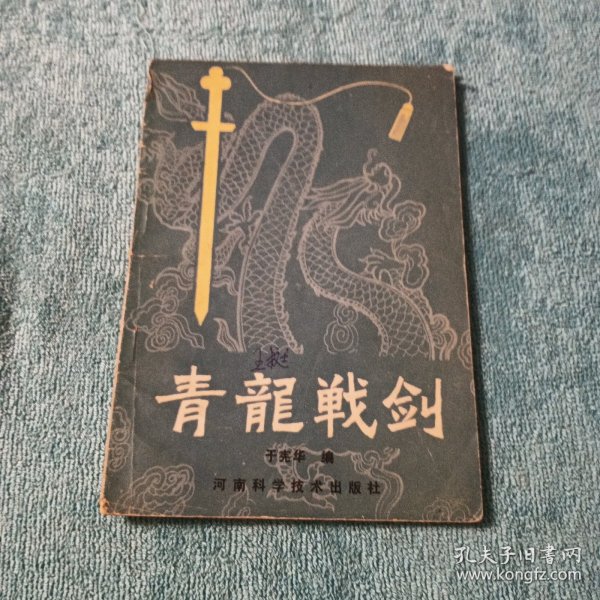 青龍戦剑
于宪华 编
河南科学技术出版社
孔夫子旧書网
www.kongfz.com